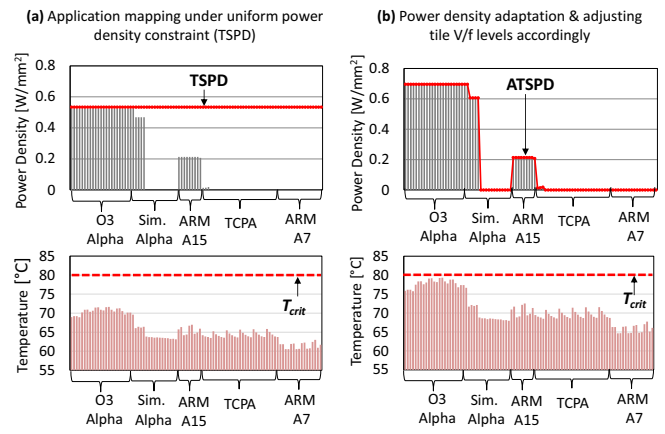 (a) Application mapping under uniform power
density constraint (TSPD)
Power Density [W/mm²]
0.8
0.6
0.4
0.2
0
TSPD
O3
Alpha
Sim.
Alpha
ARM
A15
TCPA
ARM
A7
Temperature [°C]
85
80
75
70
65
60
55
Tcrit
O3
Alpha
Sim.
Alpha
ARM
A15
TCPA
ARM
A7
(b) Power density adaptation & adjusting
tile V/f levels accordingly
Power Density [W/mm²]
0.8
0.6
0.4
0.2
0
ATSPD
O3
Alpha
Sim.
Alpha
ARM
A15
TCPA
ARM
A7
Temperature [°C]
85
80
75
70
65
60
55
Tcrit
O3
Alpha
Sim.
Alpha
ARM
A15
TCPA
ARM
A7